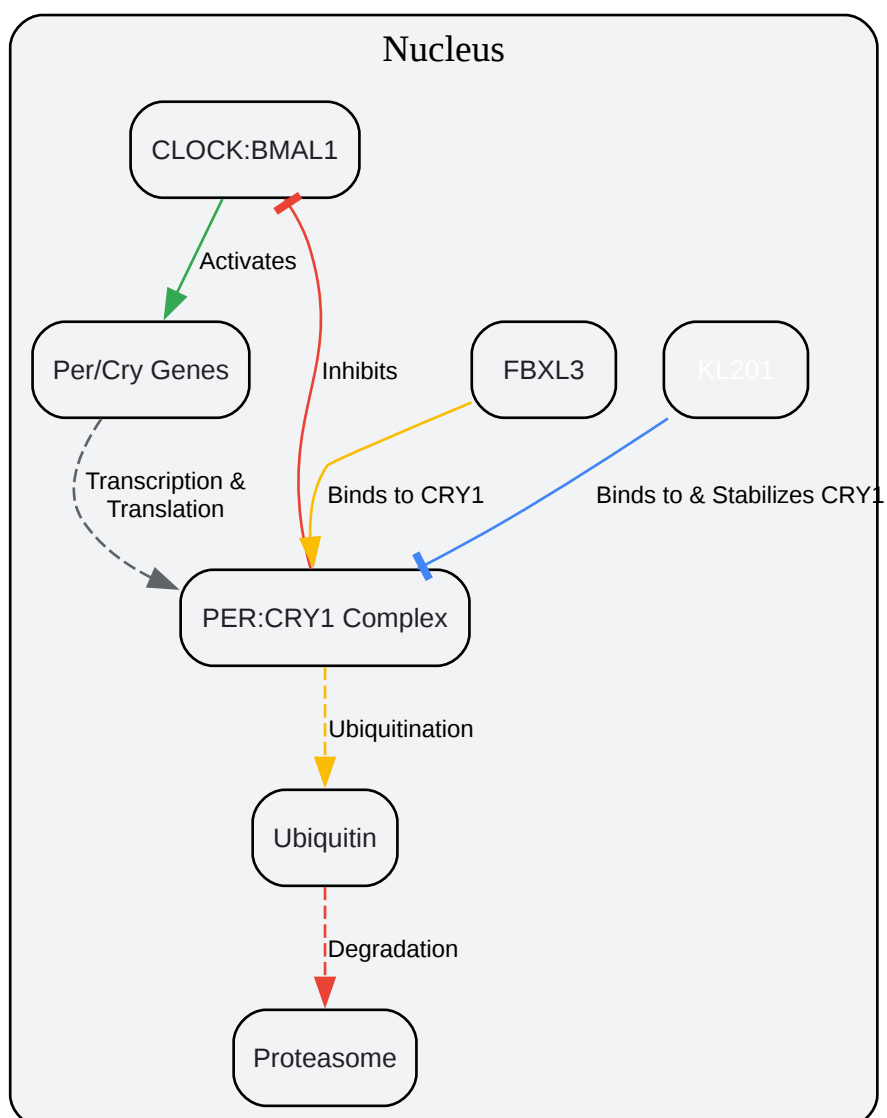 Nucleus
CLOCK:BMAL1
Activates
Per/Cry Genes
Inhibits
FBXL3
KL201
Transcription &
Translation
Binds to CRY1
Binds to & Stabilizes CRY1
PER:CRY1 Complex
Ubiquitination
Ubiquitin
Degradation
Proteasome